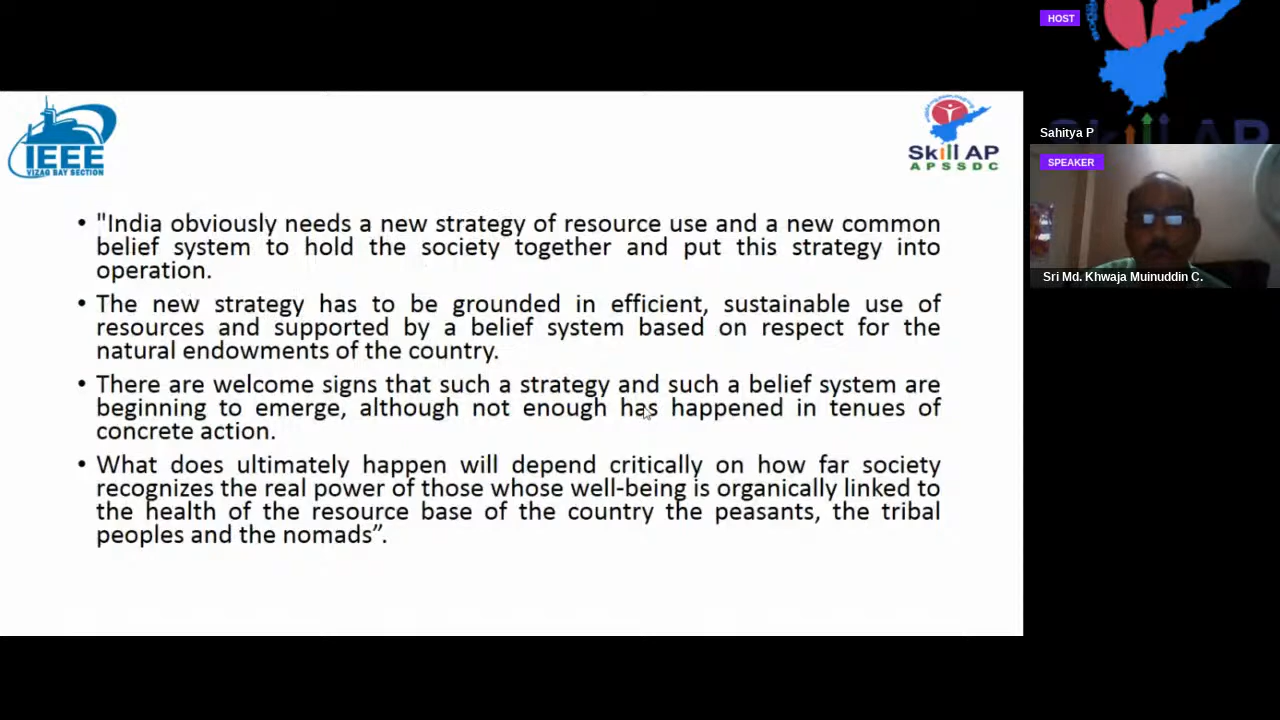 HOST
Sahitya P
SPEAKER
Sri Md. Khwaja Muinuddin C.
IEEE
VIZAG BAY SECTION
Skill AP
APSSDC
• "India obviously needs a new strategy of resource use and a new common
belief system to hold the society together and put this strategy into
operation.
• The new strategy has to be grounded in efficient, sustainable use of
resources and supported by a belief system based on respect for the
natural endowments of the country.
• There are welcome signs that such a strategy and such a belief system are
beginning to emerge, although not enough has happened in tenues of
concrete action.
• What does ultimately happen will depend critically on how far society
recognizes the real power of those whose well-being is organically linked to
the health of the resource base of the country the peasants, the tribal
peoples and the nomads”.